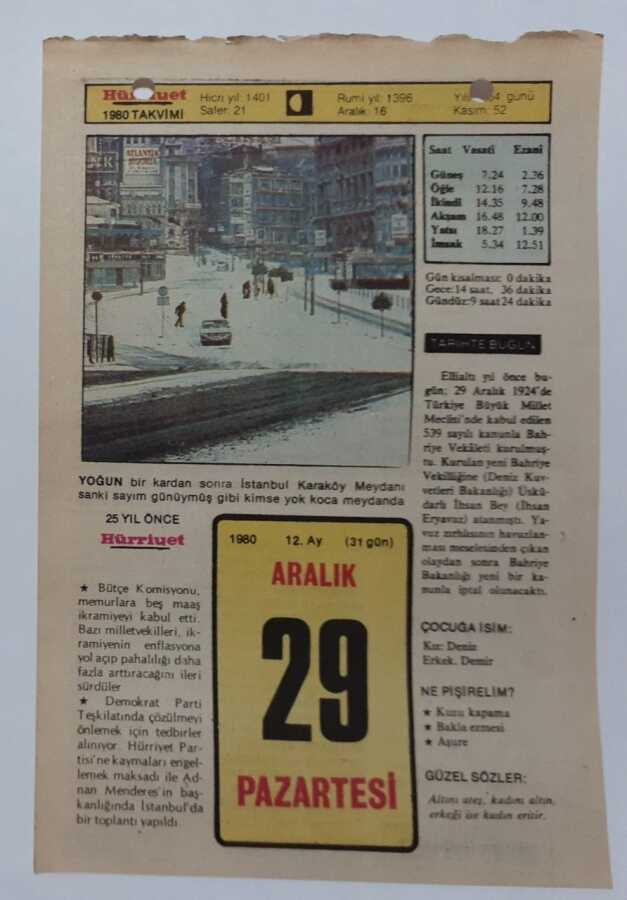 Hürriyet
1980 TAKVİMİ
Hicri yıl: 1401
Safer: 21
Rumi yıl: 1396
Aralık: 16
64 günü
Kasım: 52
ATLANTİK
Saat Vasati Ezani
Güneş 7.24 2.36
Öğle 12.16 7.28
İkindi 14.35 9.48
Akşam 16.48 12.00
Yatsı 18.27 1.39
İmsak 5.34 12.51
Gün kısalması: 0 dakika
Gece:14 saat, 36 dakika
Gündüz:9 saat 24 dakika
TARİHTE BUGÜN
Ellialtı yıl önce bu-
gün; 29 Aralık 1924'de
Türkiye Büyük Millet
Meclisi'nde kabul edilen
539 sayılı kanunla Bah-
riye Vekâleti kurulmuş-
tu. Kurulan yeni Bahriye
Vekilliğine (Deniz Kuv-
vetleri Bakanlığı) Üskü-
darlı İhsan Bey (İhsan
Eryavuz) atanmıştı. Ya-
vuz zırhlısının havuzlan-
ması meselesinden çıkan
olaydan sonra Bahriye
Bakanlığı yeni bir ka-
nunla iptal olunacaktı.
YOĞUN bir kardan sonra İstanbul Karaköy Meydanı
sanki sayım günüymüş gibi kimse yok koca meydanda
25 YIL ÖNCE
Hürriyet
★ Bütçe Komisyonu,
memurlara beş maaş
ikramiyeyi kabul etti.
Bazı milletvekilleri, ik-
ramiyenin enflasyona
yol açıp pahalılığı daha
fazla arttıracağını ileri
sürdüler
★ Demokrat Parti
Teşkilatında çözülmeyi
önlemek için tedbirler
alınıyor. Hürriyet Par-
tisi'ne kaymaları engel-
lemek maksadı ile Ad-
nan Menderes'in baş-
kanlığında İstanbul'da
bir toplantı yapıldı.
1980 12. Ay (31 gün)
ARALIK
29
PAZARTESİ
ÇOCUĞA İSİM:
Kız: Deniz
Erkek: Demir
NE PİŞİRELİM?
★ Kuzu kapama
★ Bakla ezmesi
★ Aşure
GÜZEL SÖZLER:
Altını ateş, kadını altın,
erkeği ise kadın eritir.